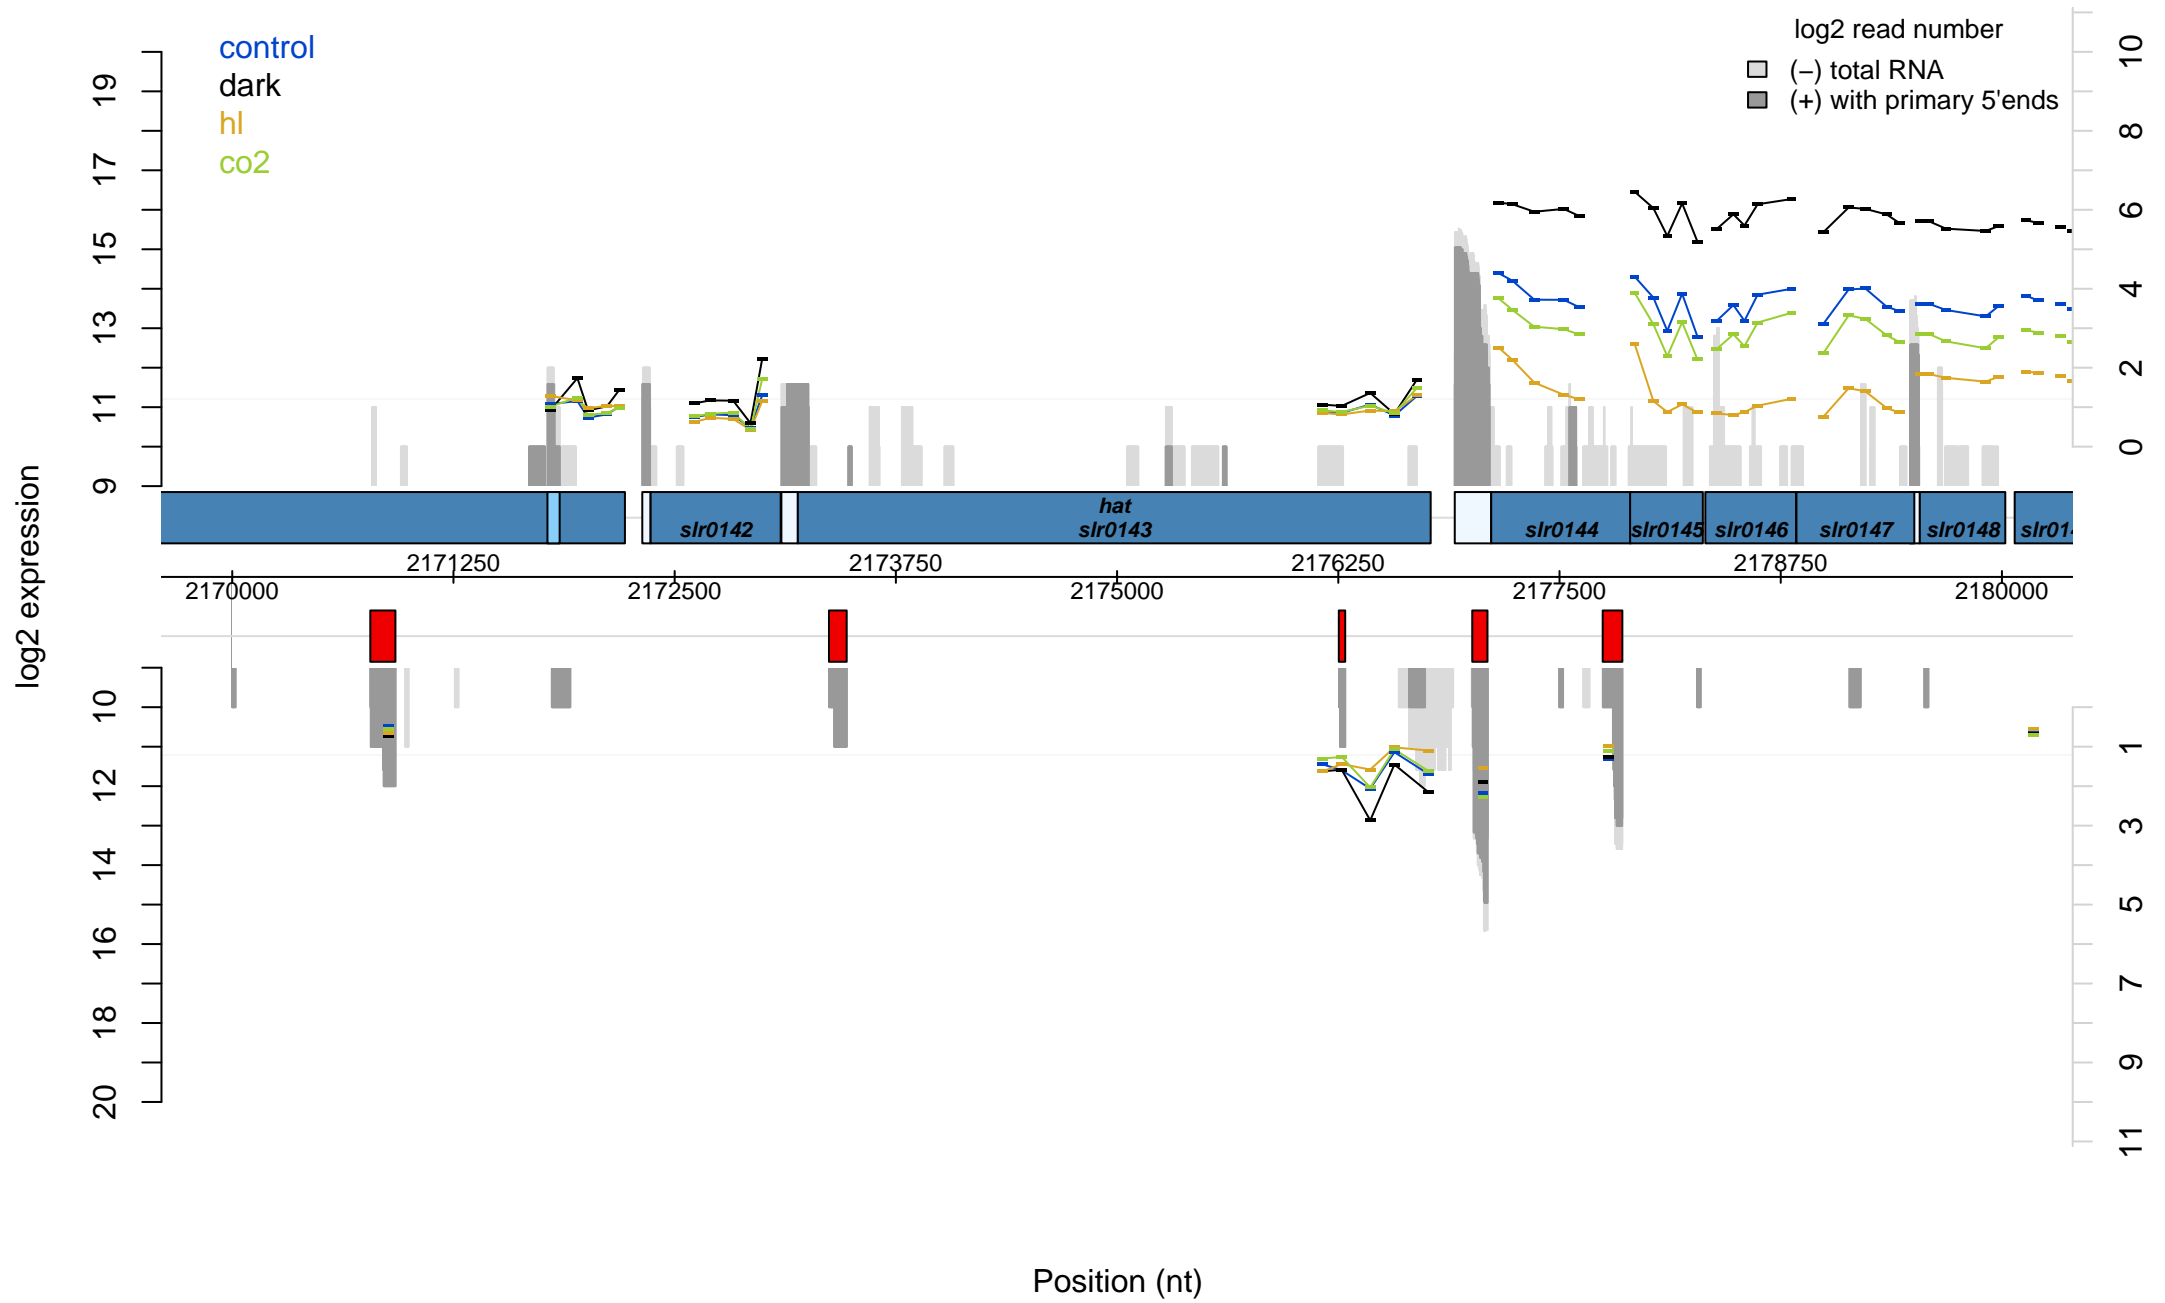 control
dark
hl
co2
log2 read number
(−) total RNA
(+) with primary 5'ends
19
17
15
13
11
9
10
8
6
4
2
0
log2 expression
hat
slr0142
slr0143
slr0144
slr0145
slr0146
slr0147
slr0148
slr014
2171250
2173750
2176250
2178750
2170000
2172500
2175000
2177500
2180000
10
12
14
16
18
20
1
3
5
7
9
11
Position (nt)